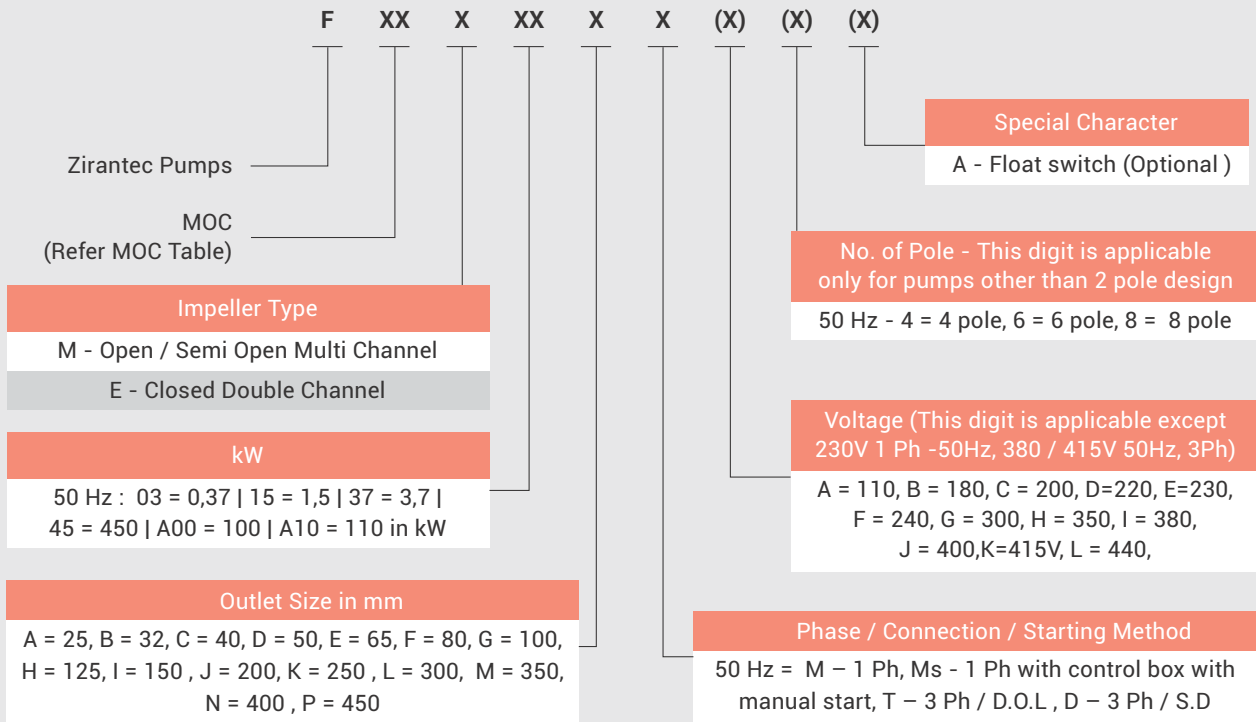 F XX X XX X X (X) (X) (X)
Zirantec Pumps
MOC
(Refer MOC Table)
Impeller Type
M - Open / Semi Open Multi Channel
E - Closed Double Channel
kW
50 Hz : 03 = 0,37 | 15 = 1,5 | 37 = 3,7 |
45 = 450 | A00 = 100 | A10 = 110 in kW
Outlet Size in mm
A = 25, B = 32, C = 40, D = 50, E = 65, F = 80, G = 100,
H = 125, I = 150 , J = 200, K = 250 , L = 300, M = 350,
N = 400 , P = 450
Special Character
A - Float switch (Optional )
No. of Pole - This digit is applicable
only for pumps other than 2 pole design
50 Hz - 4 = 4 pole, 6 = 6 pole, 8 = 8 pole
Voltage (This digit is applicable except
230V 1 Ph -50Hz, 380 / 415V 50Hz, 3Ph)
A = 110, B = 180, C = 200, D=220, E=230,
F = 240, G = 300, H = 350, I = 380,
J = 400,K=415V, L = 440,
Phase / Connection / Starting Method
50 Hz = M – 1 Ph, Ms - 1 Ph with control box with
manual start, T – 3 Ph / D.O.L , D – 3 Ph / S.D